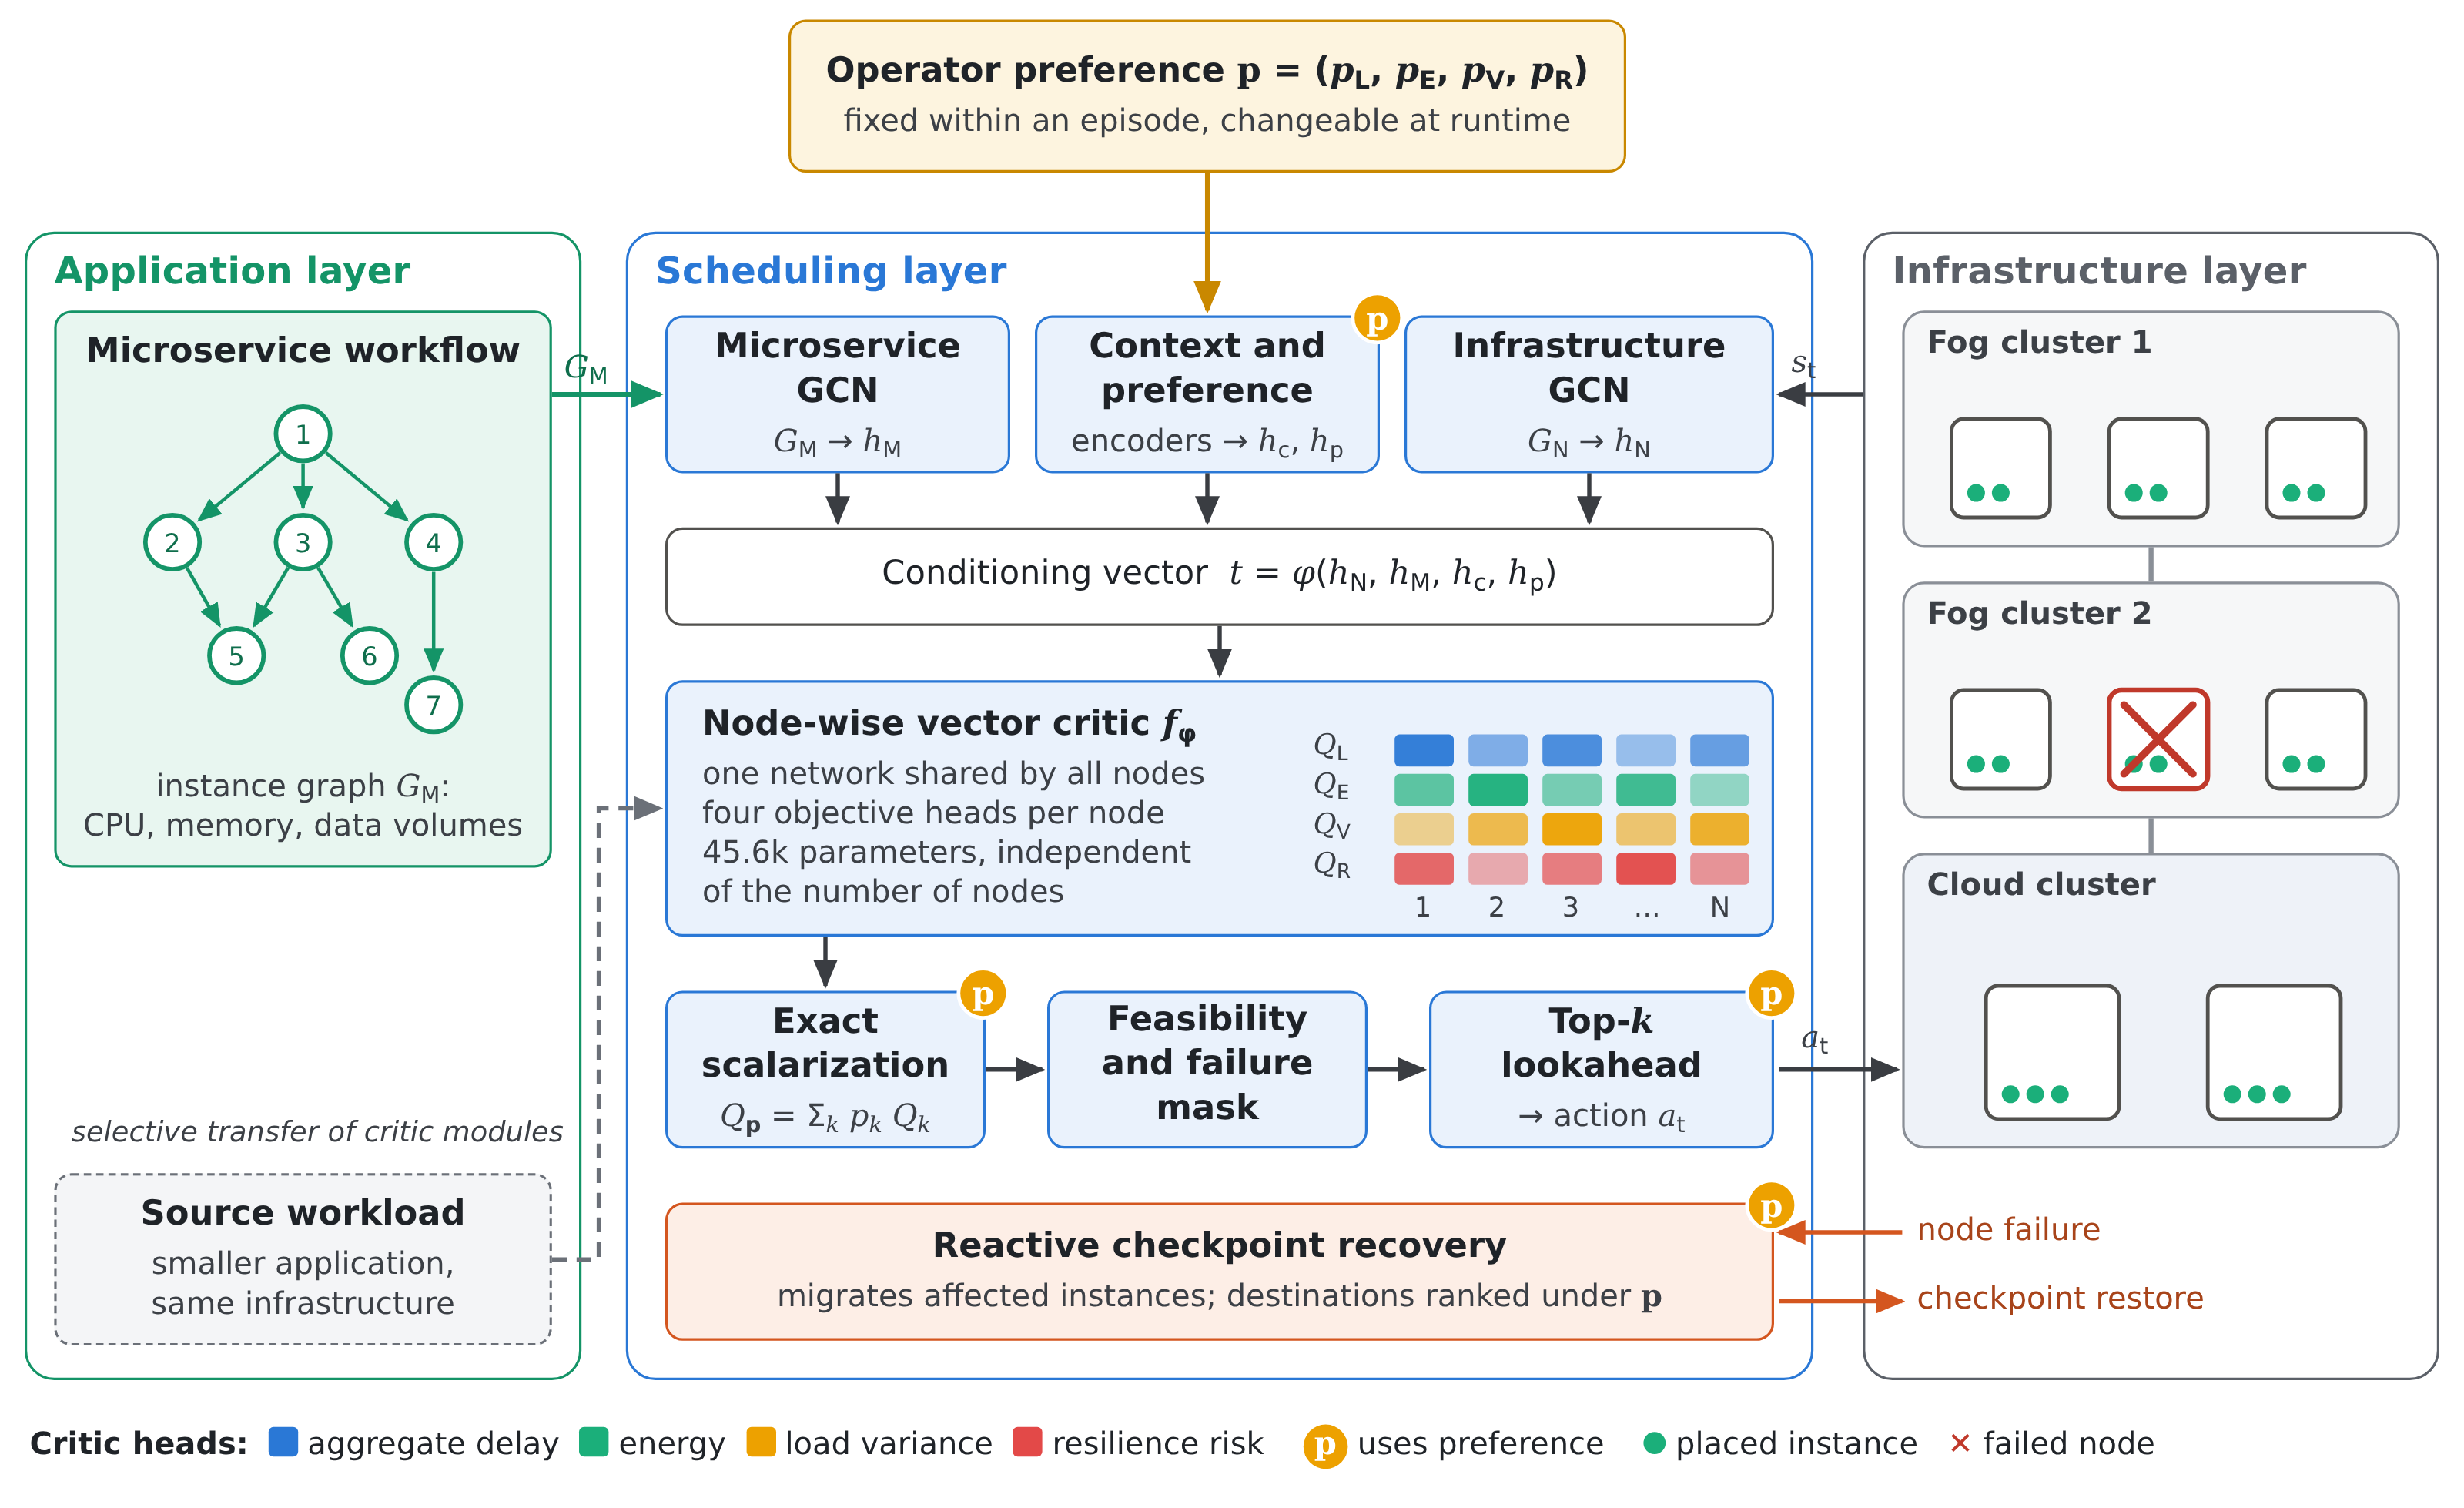 Operator preference p = (pL, pE, pV, pR)
fixed within an episode, changeable at runtime
Application layer
Microservice workflow
1
2
3
4
5
6
7
instance graph GM:
CPU, memory, data volumes
selective transfer of critic modules
Source workload
smaller application,
same infrastructure
GM
Scheduling layer
Microservice
GCN
GM → hM
Context and
preference
encoders → hc, hp
p
Infrastructure
GCN
GN → hN
st
Conditioning vector t = φ(hN, hM, hc, hp)
Node-wise vector critic fφ
one network shared by all nodes
four objective heads per node
45.6k parameters, independent
of the number of nodes
QL
QE
QV
QR
1 2 3 ... N
Exact
scalarization
Qp = Σk pk Qk
p
Feasibility
and failure
mask
Top-k
lookahead
→ action at
p
at
Reactive checkpoint recovery
migrates affected instances; destinations ranked under p
p
Infrastructure layer
Fog cluster 1
Fog cluster 2
Cloud cluster
node failure
checkpoint restore
Critic heads: aggregate delay energy load variance resilience risk p uses preference placed instance × failed node